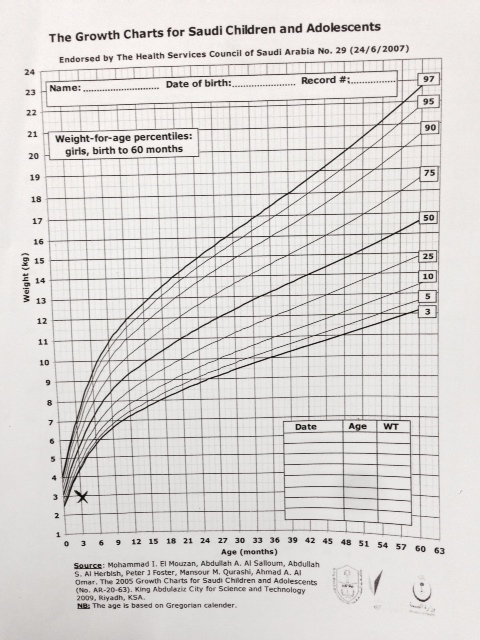 The Growth Charts for Saudi Children and Adolescents
Endorsed by The Health Services Council of Saudi Arabia No. 29 (24/6/2007)
Name:........................ Date of birth:.................... Record #:...............
Weight-for-age percentiles:
girls, birth to 60 months
Weight (kg)
24
23
22
21
20
19
18
17
16
15
14
13
12
11
10
9
8
7
6
5
4
3
2
1
97
95
90
75
50
25
10
5
3
Date Age WT
0 3 6 9 12 15 18 21 24 27 30 33 36 39 42 45 48 51 54 57 60 63
Age (months)
Source: Mohammad I. El Mouzan, Abdullah A. Al Salloum, Abdullah
S. Al Herbish, Peter J Foster, Mansour M. Qurashi, Ahmad A. Al
Omar. The 2005 Growth Charts for Saudi Children and Adolescents
(No. AR-20-63). King Abdulaziz City for Science and Technology
2009, Riyadh, KSA.
NB: The age is based on Gregorian calender.